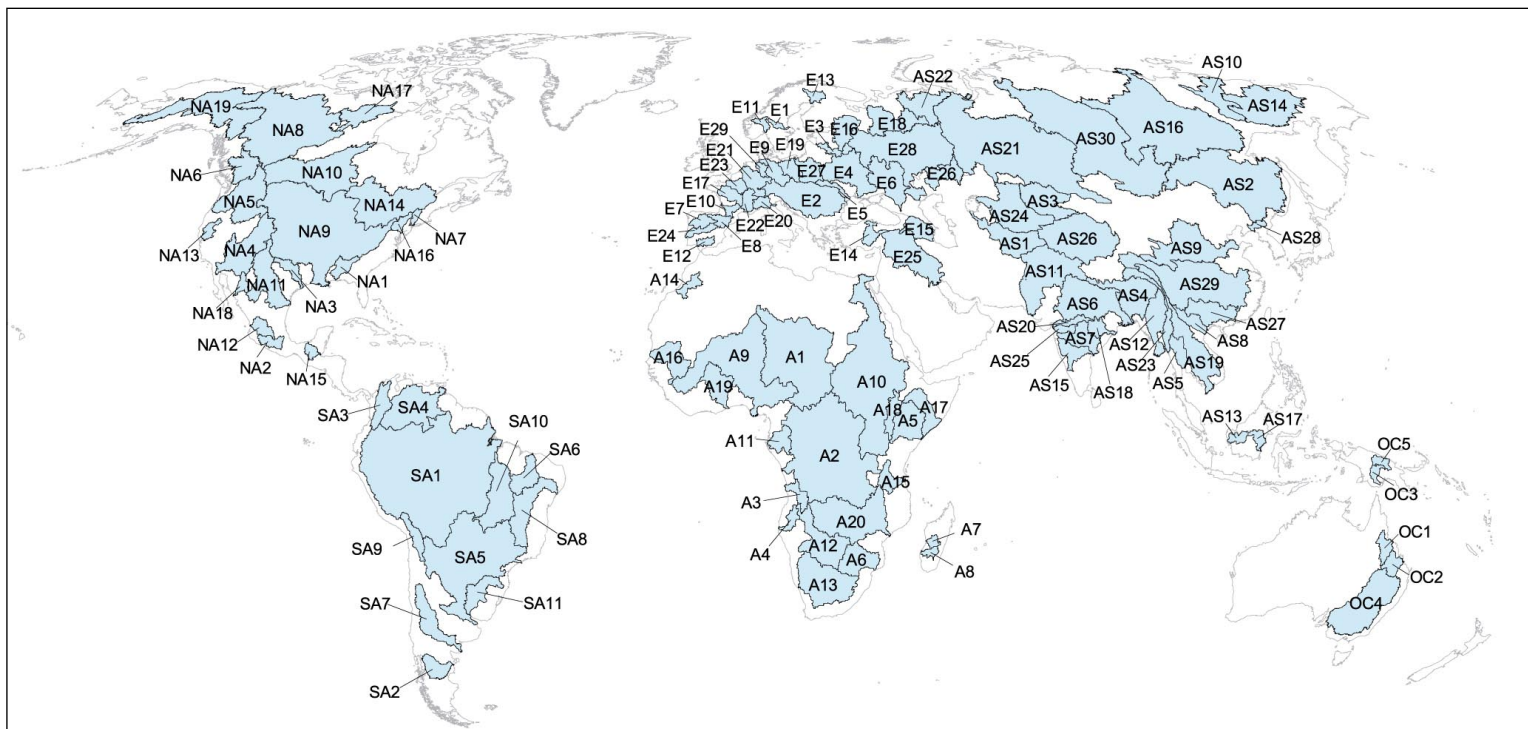 NA19
NA17
NA8
NA6
NA10
NA5
NA14
NA9
NA7
NA13
NA4
NA16
NA11
NA1
NA18
NA3
NA12
NA2
NA15
SA3
SA4
SA10
SA6
SA1
SA9
SA8
SA5
SA7
SA11
SA2
E13
AS22
AS10
E11
E1
AS14
E29
E3
E16
E18
AS16
E21
E9
E19
E28
AS21
AS30
E23
E27
E4
E17
E6
E26
AS2
E10
E2
AS3
E7
E5
AS24
E22
E20
E24
E8
E15
AS1
AS26
AS9
AS28
E12
E14
E25
A14
AS11
AS29
AS6
AS4
AS20
AS27
AS7
AS12
AS8
AS25
AS23
AS19
AS15
AS18
AS5
A16
A9
A1
A19
A10
A18
A17
A5
A11
A2
A15
A3
A20
A4
A12
A7
A6
A8
A13
AS13
AS17
OC5
OC3
OC1
OC2
OC4